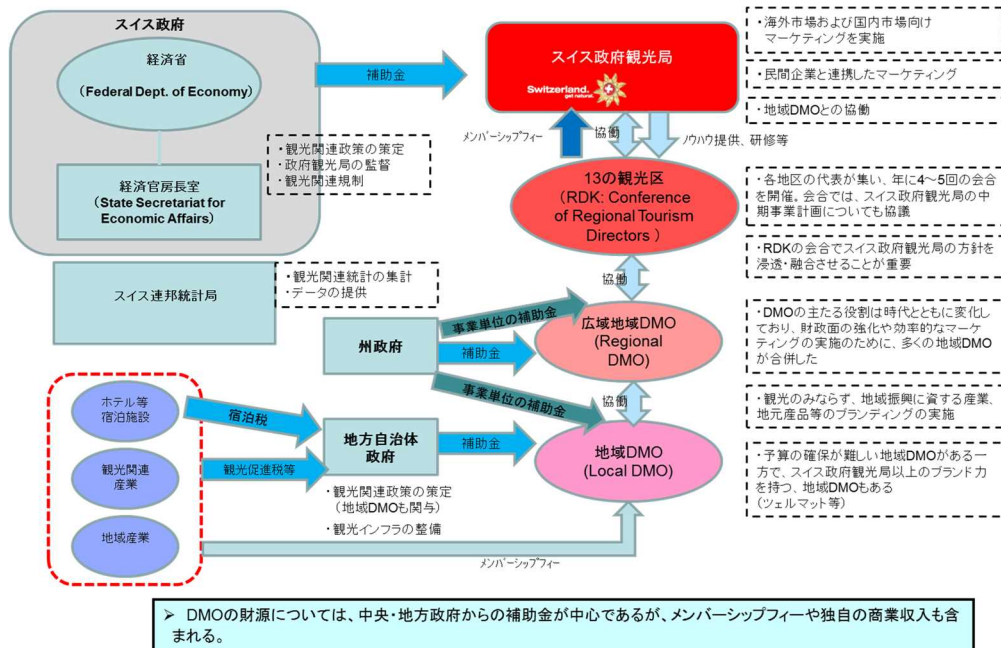 スイス政府
経済省
（Federal Dept. of Economy）
経済官房長室
（State Secretariat for
Economic Affairs）
・観光関連政策の策定
・政府観光局の監督
・観光関連規制
補助金
スイス政府観光局
Switzerland.
get natural.
・海外市場および国内市場向け
マーケティングを実施
・民間企業と連携したマーケティング
・地域DMOとの協働
メンバーシップフィー
協働
ノウハウ提供、研修等
13の観光区
（RDK: Conference
of Regional Tourism
Directors ）
・各地区の代表が集い、年に4～5回の会合
を開催。会合では、スイス政府観光局の中
期事業計画についても協議
・RDKの会合でスイス政府観光局の方針を
浸透・融合させることが重要
スイス連邦統計局
・観光関連統計の集計
・データの提供
協働
州政府
事業単位の補助金
補助金
事業単位の補助金
広域地域DMO
(Regional
DMO)
・DMOの主たる役割は時代とともに変化し
ており、財政面の強化や効率的なマーケ
ティングの実施のために、多くの地域DMO
が合併した
協働
・観光のみならず、地域振興に資する産業、
地元産品等のブランディングの実施
ホテル等
宿泊施設
観光関連
産業
地域産業
宿泊税
観光促進税等
地方自治体
政府
補助金
地域DMO
(Local DMO)
・予算の確保が難しい地域DMOがある一
方で、スイス政府観光局以上のブランド力
を持つ、地域DMOもある
（ツェルマット等）
・観光関連政策の策定
（地域DMOも関与）
・観光インフラの整備
メンバーシップフィー
➢ DMOの財源については、中央・地方政府からの補助金が中心であるが、メンバーシップフィーや独自の商業収入も含
まれる。